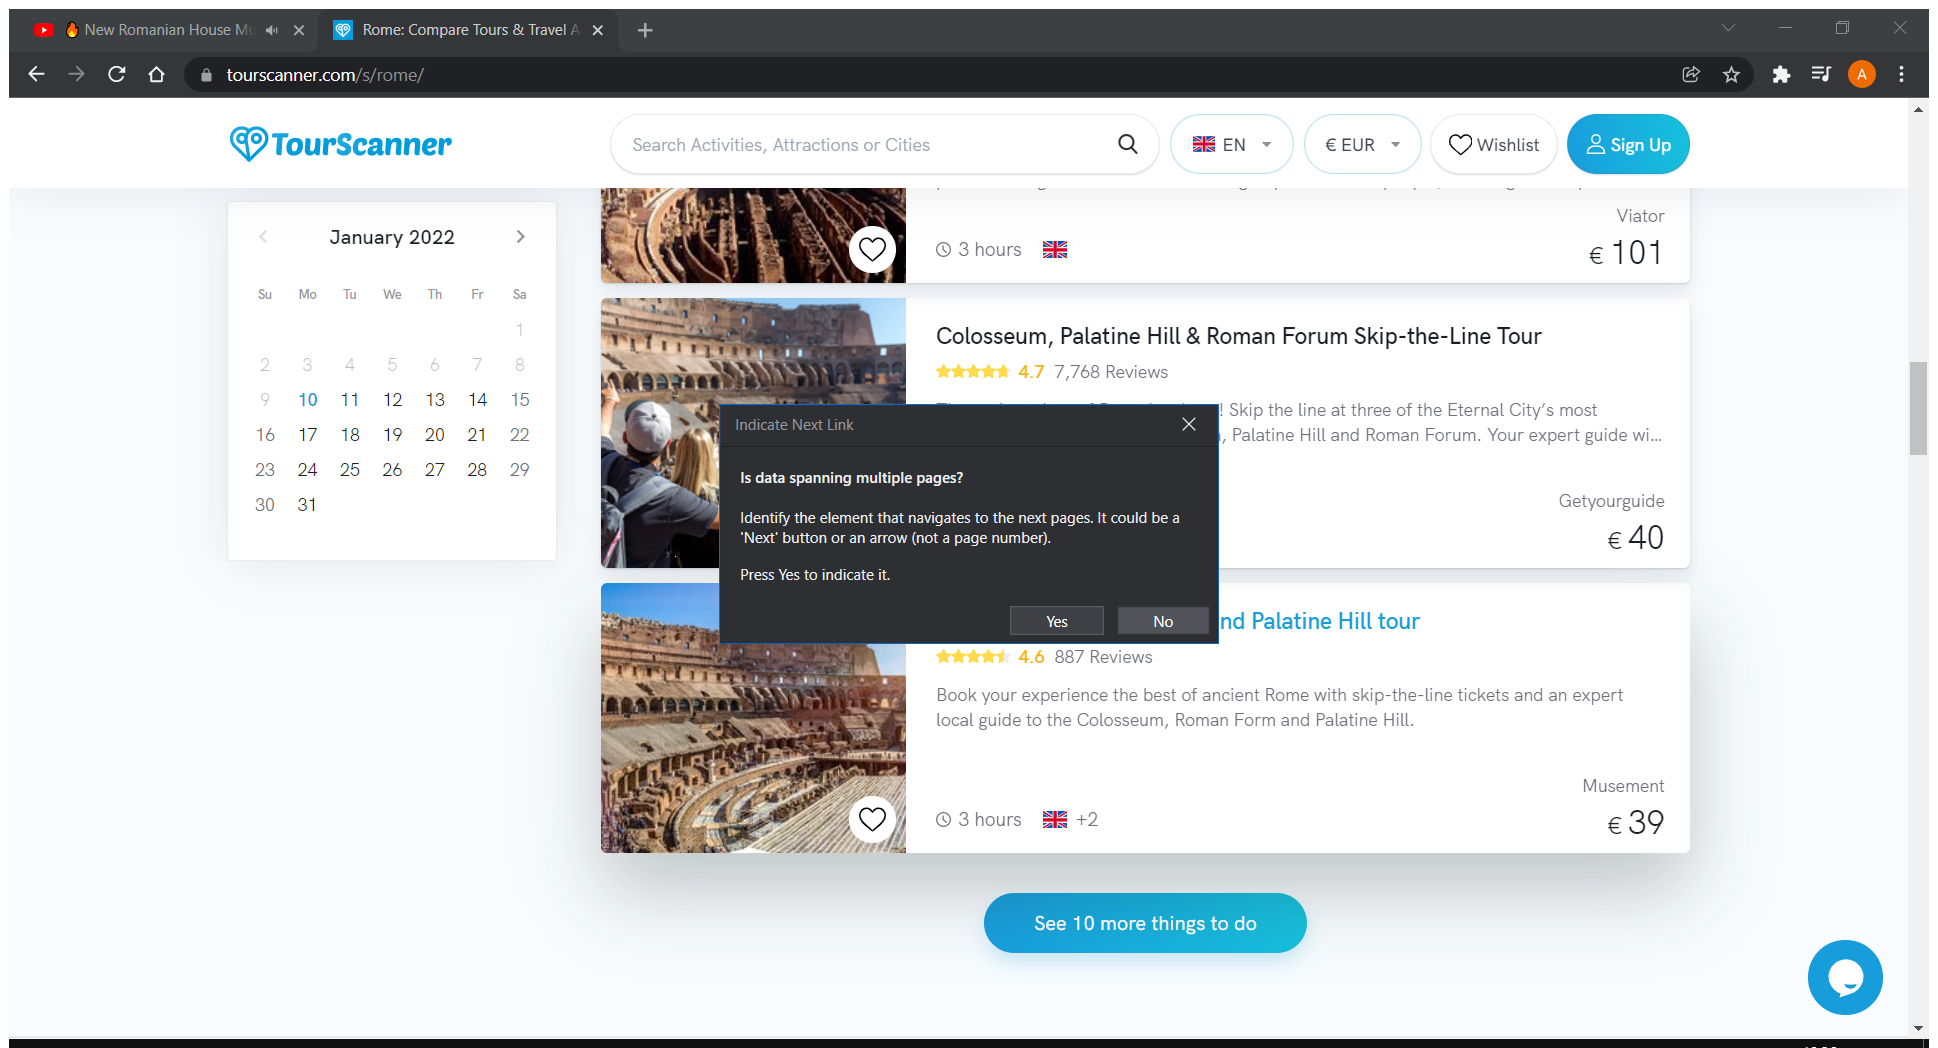 New Romanian House Mu
Rome: Compare Tours & Travel A
tourscanner.com/s/rome/
A
TourScanner
Search Activities, Attractions or Cities
EN
€ EUR
Wishlist
Sign Up
January 2022
Su Mo Tu We Th Fr Sa
1
2 3 4 5 6 7 8
9 10 11 12 13 14 15
16 17 18 19 20 21 22
23 24 25 26 27 28 29
30 31
Viator
3 hours
€ 101
Colosseum, Palatine Hill & Roman Forum Skip-the-Line Tour
4.7 7,768 Reviews
! Skip the line at three of the Eternal City’s most
, Palatine Hill and Roman Forum. Your expert guide wi...
Getyourguide
€ 40
Indicate Next Link
Is data spanning multiple pages?
Identify the element that navigates to the next pages. It could be a
'Next' button or an arrow (not a page number).
Press Yes to indicate it.
Yes
No
nd Palatine Hill tour
4.6 887 Reviews
Book your experience the best of ancient Rome with skip-the-line tickets and an expert
local guide to the Colosseum, Roman Form and Palatine Hill.
Musement
3 hours
+2
€ 39
See 10 more things to do